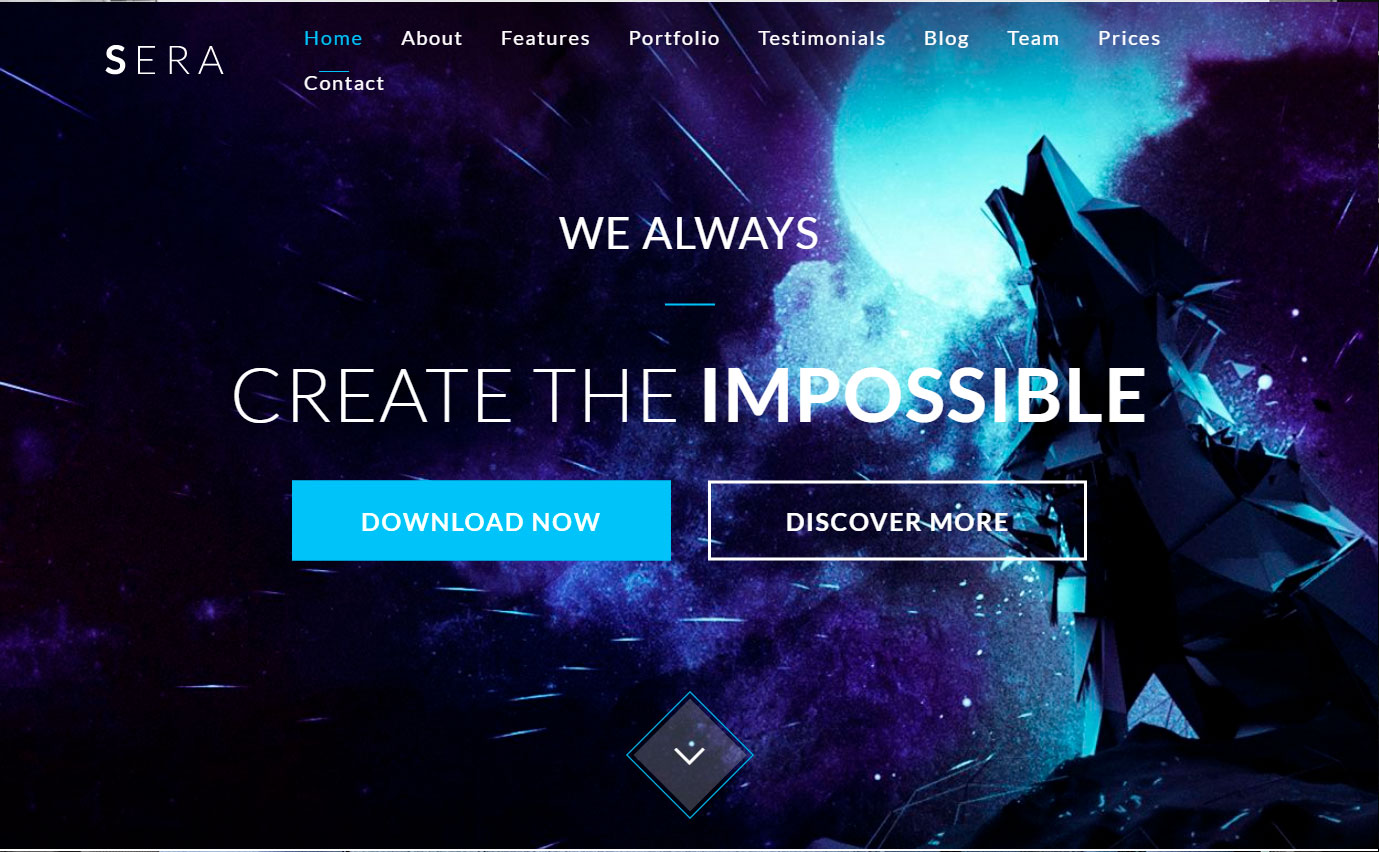 SERA
Home About Features Portfolio Testimonials Blog Team Prices
Contact
WE ALWAYS
CREATE THE IMPOSSIBLE
DOWNLOAD NOW DISCOVER MORE